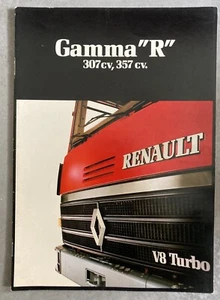 Gamma"R"
307cv, 357 cv.
RENAULT
V8 Turbo